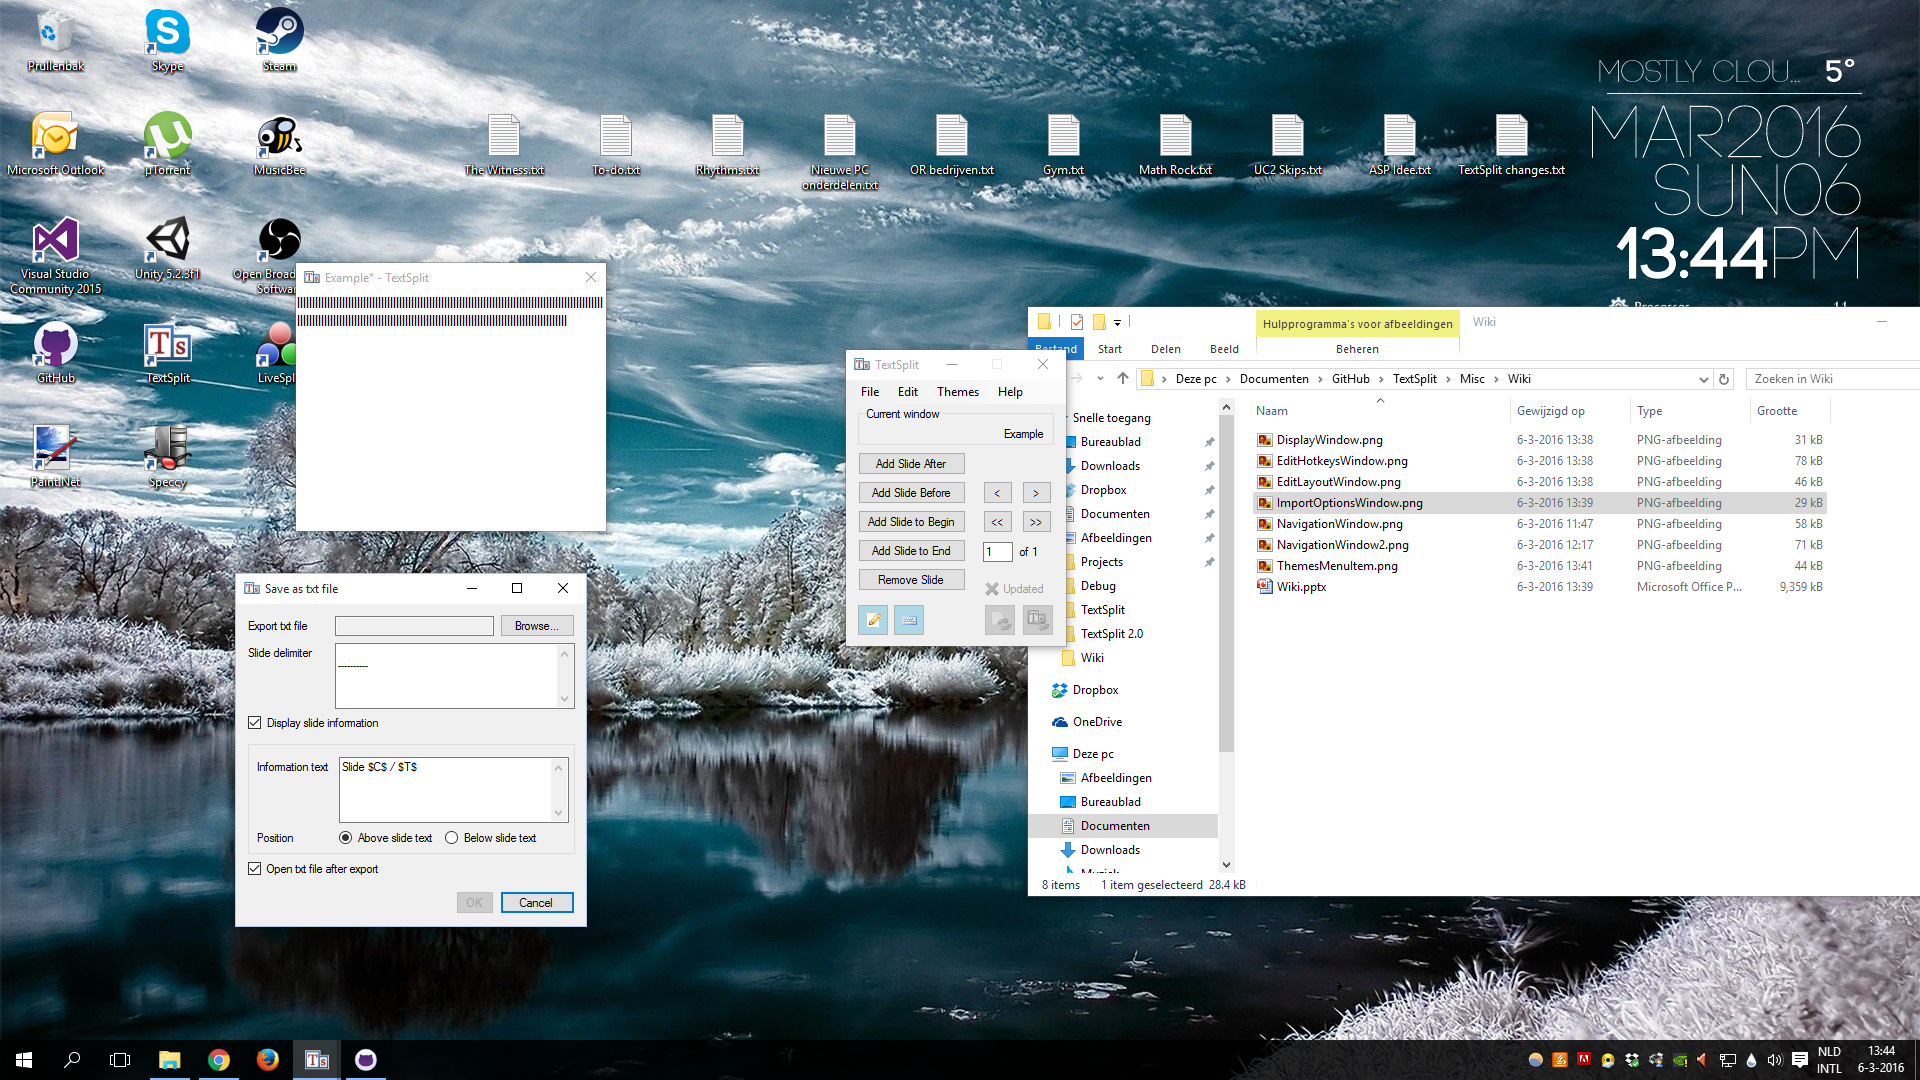 Prullenbak
Skype
Steam
MOSTLY CLOU... 5°
MAR2016
SUN06
13:44PM
Microsoft Outlook
µTorrent
MusicBee
The Witness.txt
To-do.txt
Rhythms.txt
Nieuwe PC
onderdelen.txt
OR bedrijven.txt
Gym.txt
Math Rock.txt
UC2 Skips.txt
ASP Idee.txt
TextSplit changes.txt
Visual Studio
Community 2015
Unity 5.2.3f1
Open Broad
Softwa
GitHub
TextSplit
LiveSpl
Paint.Net
Speccy
Example* - TextSplit
Save as txt file
Export txt file
Browse...
Slide delimiter
----------
Display slide information
Information text
Slide $C$ / $T$
Position
Above slide text
Below slide text
Open txt file after export
OK
Cancel
TextSplit
File Edit Themes Help
Current window
Example
Add Slide After
Add Slide Before
< >
Add Slide to Begin
<< >>
Add Slide to End
1 of 1
Remove Slide
Updated
Hulpprogramma's voor afbeeldingen
Wiki
Bestand Start Delen Beeld Beheren
Deze pc > Documenten > GitHub > TextSplit > Misc > Wiki
Zoeken in Wiki
Snelle toegang
Bureaublad
Downloads
Dropbox
Documenten
Afbeeldingen
Projects
Debug
TextSplit
TextSplit 2.0
Wiki
Dropbox
OneDrive
Deze pc
Afbeeldingen
Bureaublad
Documenten
Downloads
Naam Gewijzigd op Type Grootte
DisplayWindow.png 6-3-2016 13:38 PNG-afbeelding 31 kB
EditHotkeysWindow.png 6-3-2016 13:38 PNG-afbeelding 78 kB
EditLayoutWindow.png 6-3-2016 13:38 PNG-afbeelding 46 kB
ImportOptionsWindow.png 6-3-2016 13:39 PNG-afbeelding 29 kB
NavigationWindow.png 6-3-2016 11:47 PNG-afbeelding 58 kB
NavigationWindow2.png 6-3-2016 12:17 PNG-afbeelding 71 kB
ThemesMenuItem.png 6-3-2016 13:41 PNG-afbeelding 44 kB
Wiki.pptx 6-3-2016 13:39 Microsoft Office P... 9,359 kB
8 items 1 item geselecteerd 28.4 kB
NLD
INTL
13:44
6-3-2016